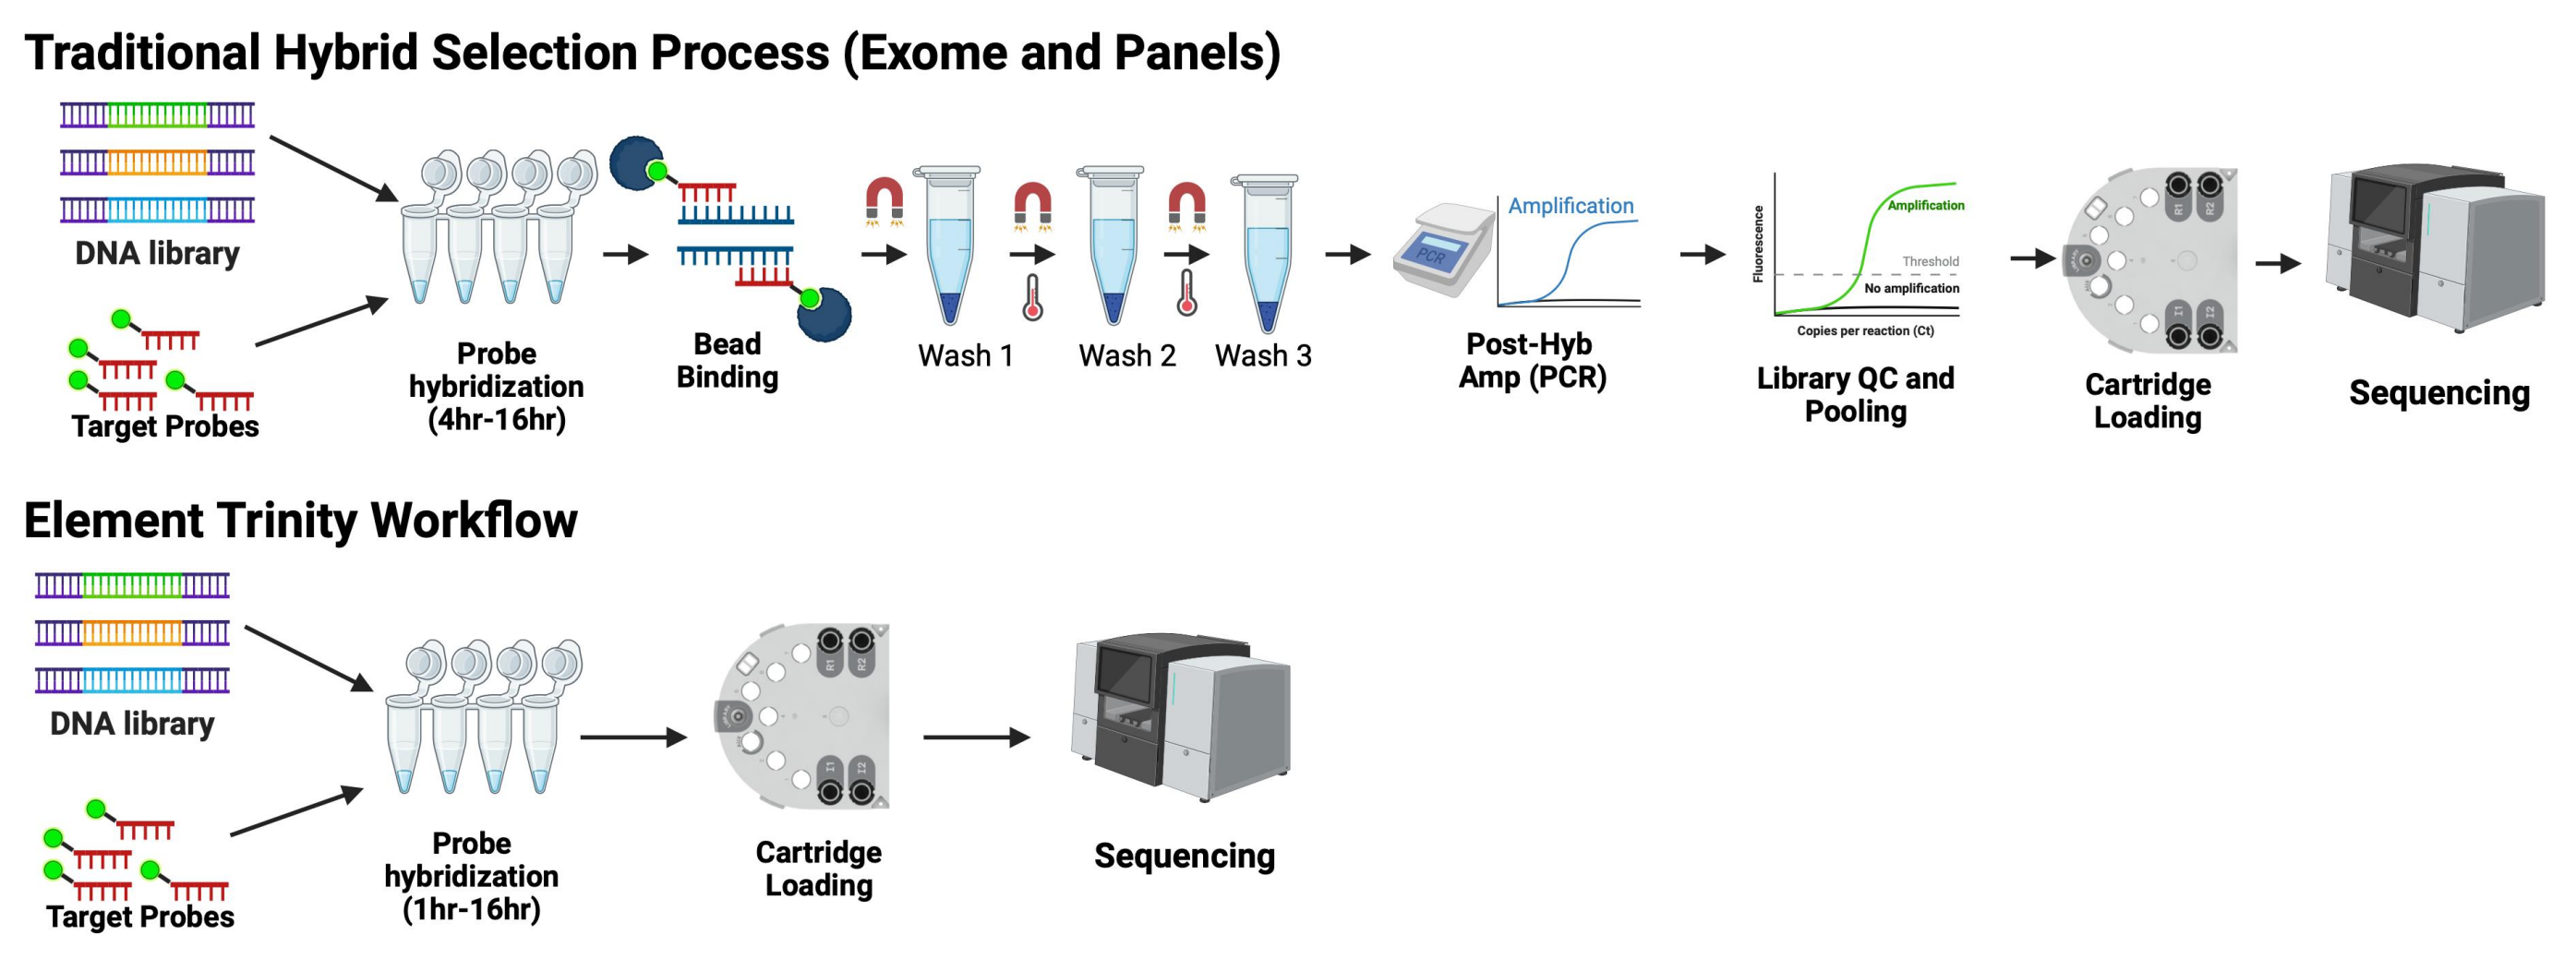 Traditional Hybrid Selection Process (Exome and Panels)
DNA library
Target Probes
Probe
hybridization
(4hr-16hr)
Bead
Binding
Wash 1
Wash 2
Wash 3
PCR
Amplification
Post-Hyb
Amp (PCR)
Fluorescence
Amplification
Threshold
No amplification
Copies per reaction (Ct)
Library QC and
Pooling
R1
R2
I1
I2
Cartridge
Loading
Sequencing
Element Trinity Workflow
DNA library
Target Probes
Probe
hybridization
(1hr-16hr)
R1
R2
I1
I2
Cartridge
Loading
Sequencing